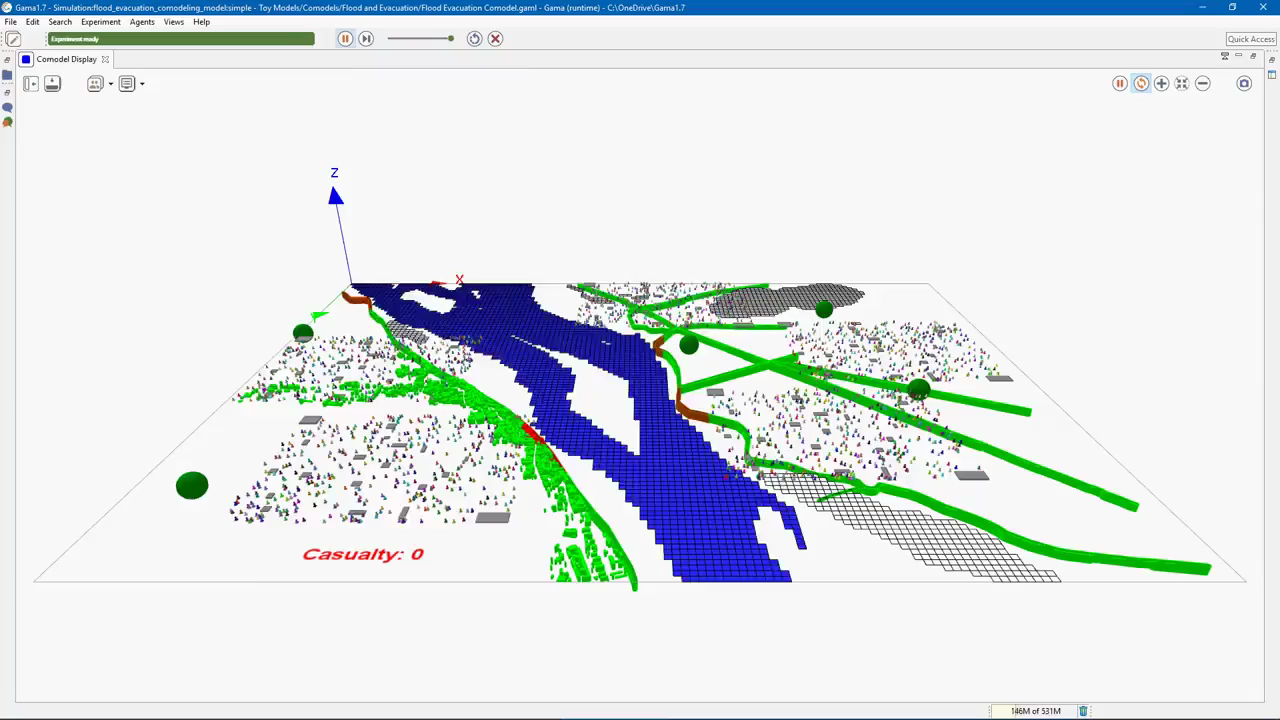 Gama1.7 - Simulation:flood_evacuation_comodeling_model:simple - Toy Models/Comodels/Flood and Evacuation/Flood Evacuation Comodel.gaml - Gama (runtime) - C:\OneDrive\Gama1.7
File Edit Search Experiment Agents Views Help
Experiment ready
Quick Access
Comodel Display
Z
X
Casualty: 0
146M of 531M